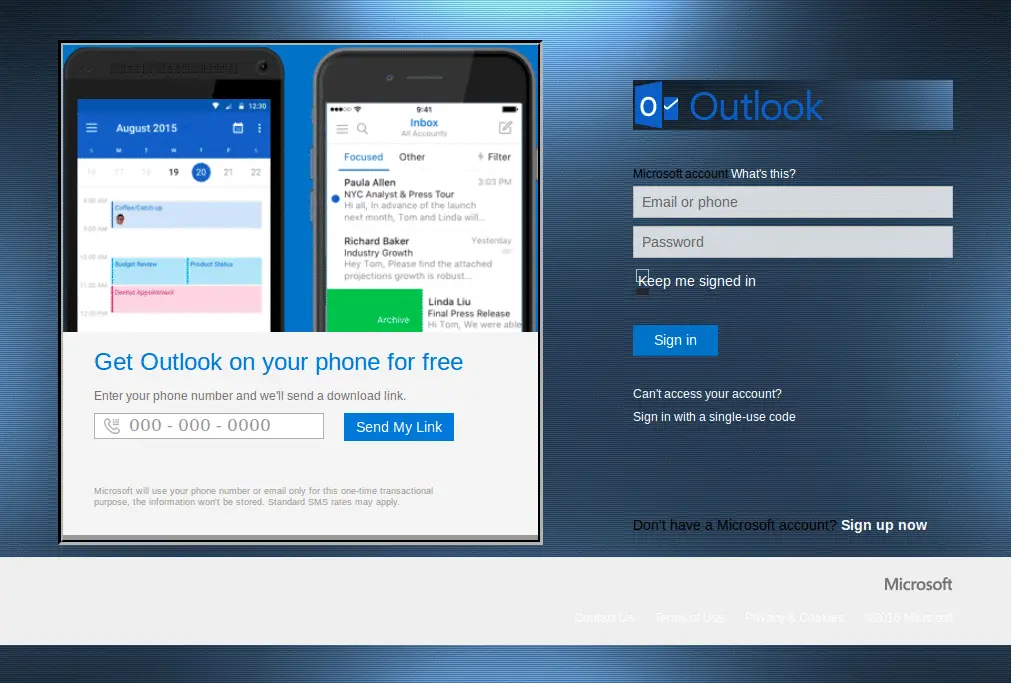 12:30
August 2015
S M T W T F S
16 17 18 19 20 21 22
8:00 AM
Coffee/Catch-up
9:00 AM
10:00 AM
Budget Review Product Status
11:00 AM
Dentist Appointment
12:00 PM
9:41
Inbox
All Accounts
Focused Other Filter
Paula Allen 3:03 PM
NYC Analyst & Press Tour
Hi all, In advance of the launch
next month, Tom and Linda will...
Richard Baker Yesterday
Industry Growth
Hey Tom, Please find the attached
projections growth is robust...
Archive
Linda Liu
Final Press Release
Hi Tom, We were able
Get Outlook on your phone for free
Enter your phone number and we'll send a download link.
000 - 000 - 0000
Send My Link
Microsoft will use your phone number or email only for this one-time transactional
purpose, the information won't be stored. Standard SMS rates may apply.
Outlook
Microsoft account What's this?
Email or phone
Password
Keep me signed in
Sign in
Can't access your account?
Sign in with a single-use code
Don't have a Microsoft account? Sign up now
Microsoft
Contact Us Terms of Use Privacy & Cookies ©2016 Microsoft